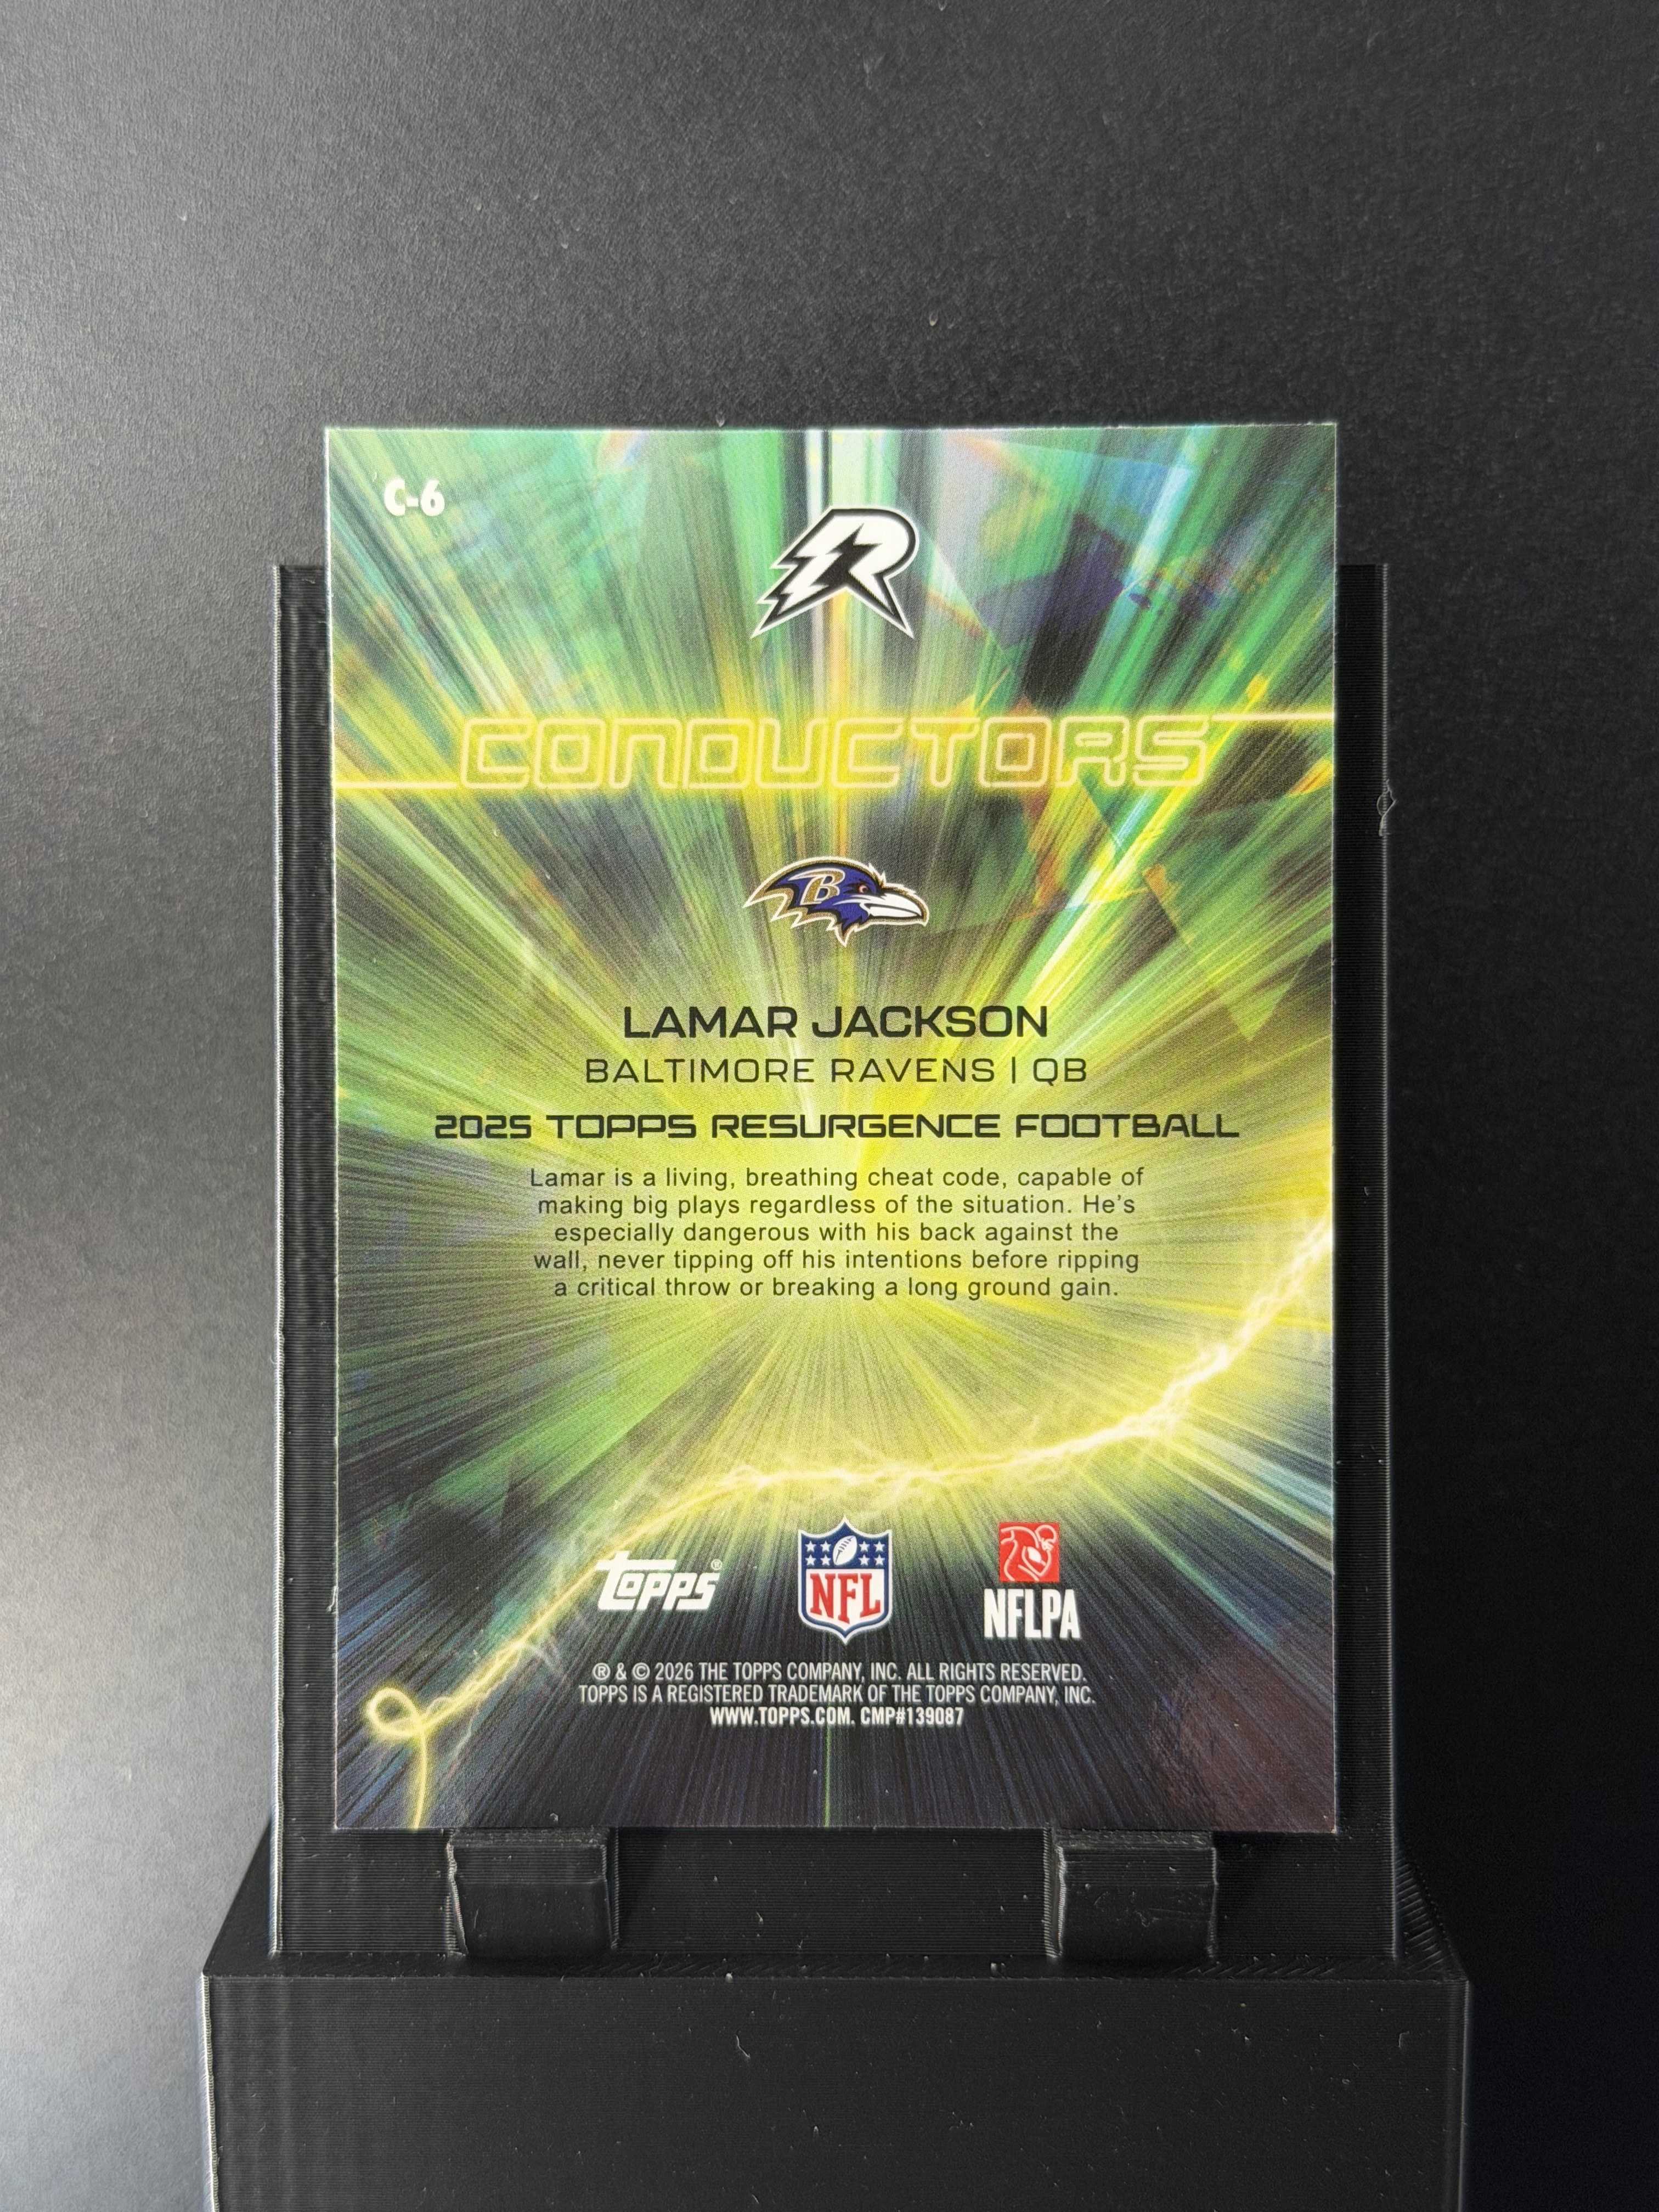 C-6
R
CONDUCTORS
B
LAMAR JACKSON
BALTIMORE RAVENS | QB
2025 TOPPS RESURGENCE FOOTBALL
Lamar is a living, breathing cheat code, capable of
making big plays regardless of the situation. He's
especially dangerous with his back against the
wall, never tipping off his intentions before ripping
a critical throw or breaking a long ground gain.
topps® NFL NFLPA
® & © 2026 THE TOPPS COMPANY, INC. ALL RIGHTS RESERVED.
TOPPS IS A REGISTERED TRADEMARK OF THE TOPPS COMPANY, INC.
WWW.TOPPS.COM. CMP#139087